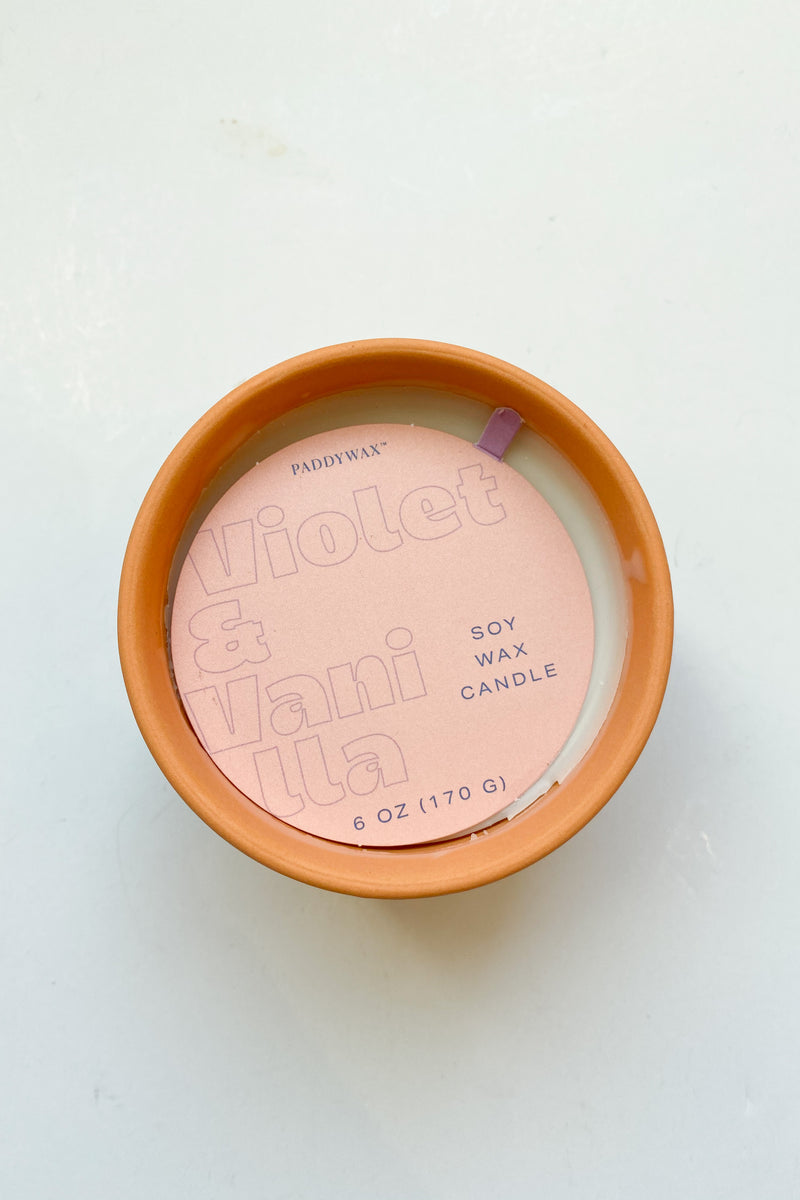 PADDYWAX™
Violet
&
Vani
lla
SOY
WAX
CANDLE
6 OZ (170 G)